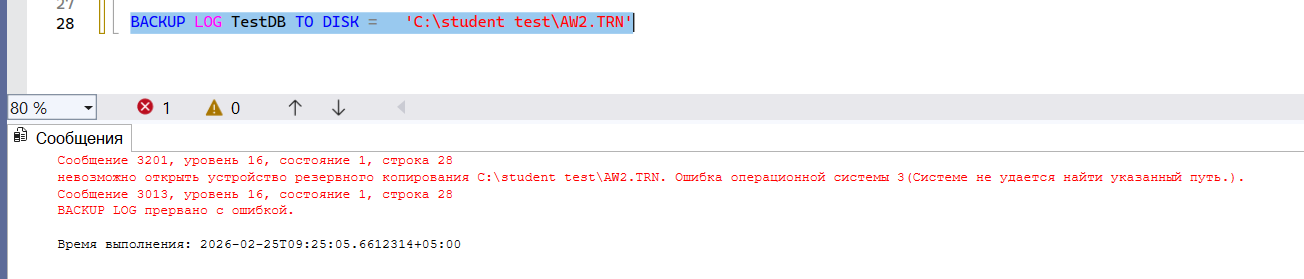 27
28 BACKUP LOG TestDB TO DISK = 'C:\student test\AW2.TRN'
80 % 1 0
Сообщения
Сообщение 3201, уровень 16, состояние 1, строка 28
невозможно открыть устройство резервного копирования C:\student test\AW2.TRN. Ошибка операционной системы 3(Системе не удается найти указанный путь.).
Сообщение 3013, уровень 16, состояние 1, строка 28
BACKUP LOG прервано с ошибкой.
Время выполнения: 2026-02-25T09:25:05.6612314+05:00